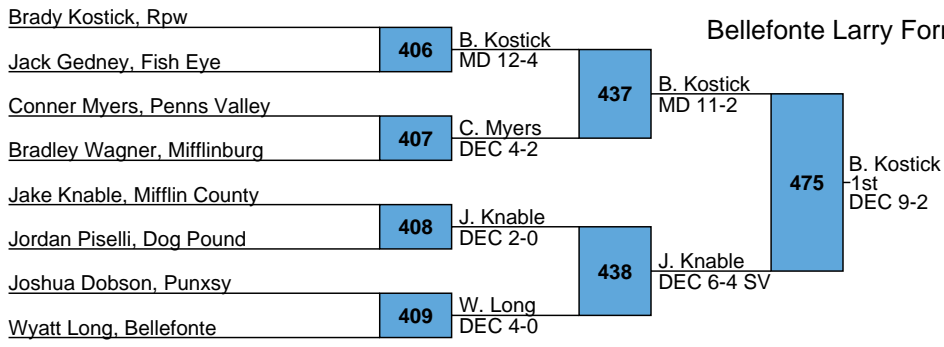 Brady Kostick, Rpw
Bellefonte Larry Forn
406
B. Kostick
MD 12-4
Jack Gedney, Fish Eye
437
B. Kostick
MD 11-2
Conner Myers, Penns Valley
407
C. Myers
DEC 4-2
Bradley Wagner, Mifflinburg
475
B. Kostick
1st
DEC 9-2
Jake Knable, Mifflin County
408
J. Knable
DEC 2-0
Jordan Piselli, Dog Pound
438
J. Knable
DEC 6-4 SV
Joshua Dobson, Punxsy
409
W. Long
DEC 4-0
Wyatt Long, Bellefonte